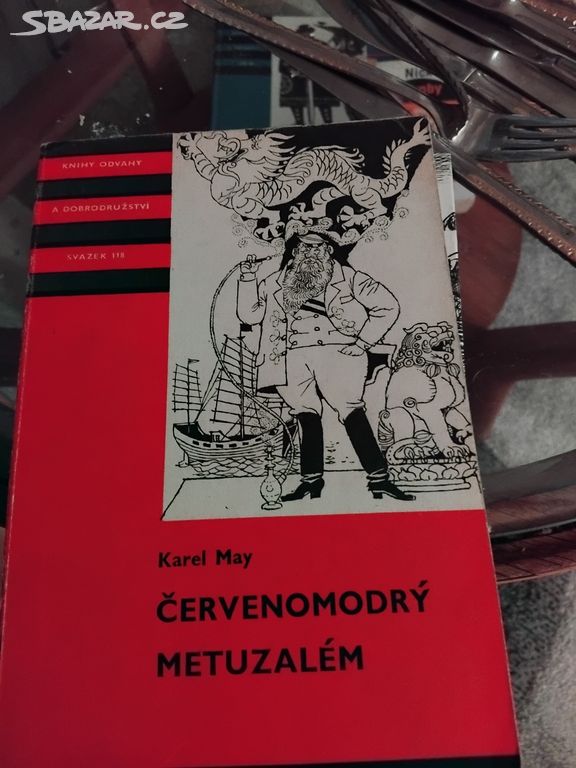 SBAZAR.CZ
KNIHY ODVAHY
A DOBRODRUŽSTVÍ
SVAZEK 118
Karel May
ČERVENOMODRÝ
METUZALÉM